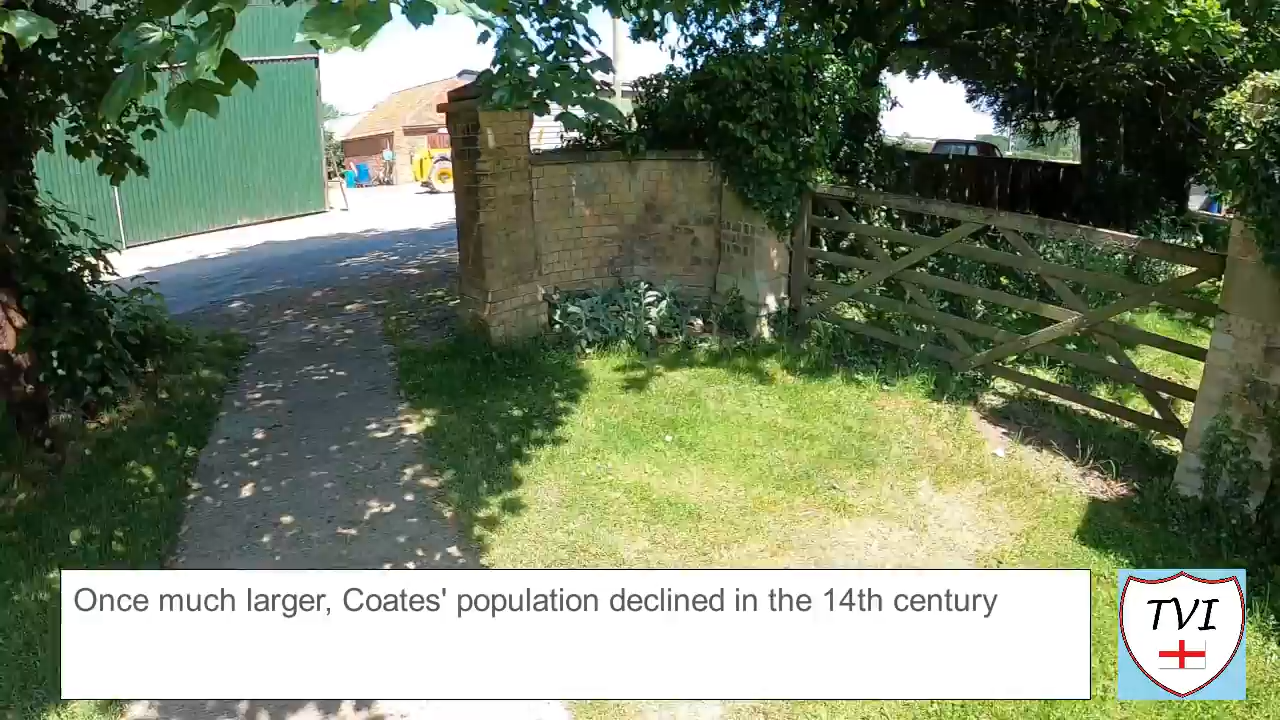 Once much larger, Coates' population declined in the 14th century
TVI